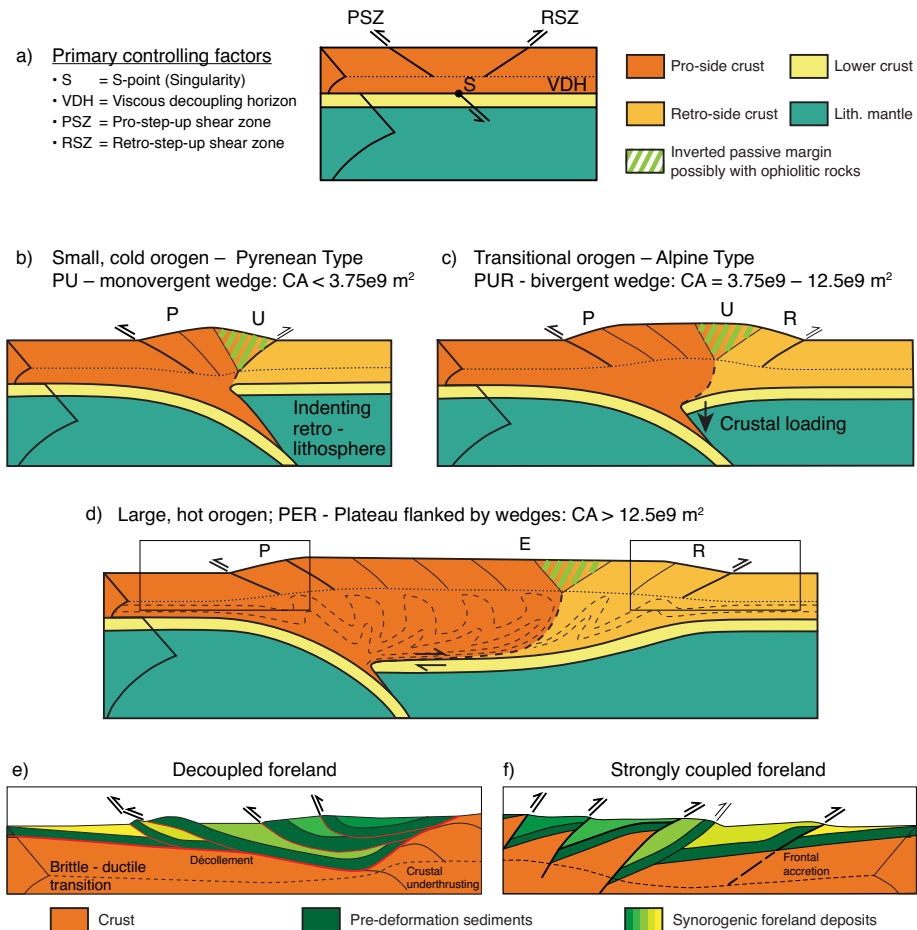 a) Primary controlling factors
• S = S-point (Singularity)
• VDH = Viscous decoupling horizon
• PSZ = Pro-step-up shear zone
• RSZ = Retro-step-up shear zone
PSZ RSZ
S VDH
Pro-side crust
Lower crust
Retro-side crust
Lith. mantle
Inverted passive margin
possibly with ophiolitic rocks
b) Small, cold orogen – Pyrenean Type
PU – monovergent wedge: CA < 3.75e9 m²
P U
Indenting
retro -
lithosphere
c) Transitional orogen – Alpine Type
PUR - bivergent wedge: CA = 3.75e9 – 12.5e9 m²
P U R
Crustal loading
d) Large, hot orogen; PER - Plateau flanked by wedges: CA > 12.5e9 m²
P E R
e) Decoupled foreland
Brittle - ductile
transition
Décollement
Crustal
underthrusting
f) Strongly coupled foreland
Frontal
accretion
Crust
Pre-deformation sediments
Synorogenic foreland deposits